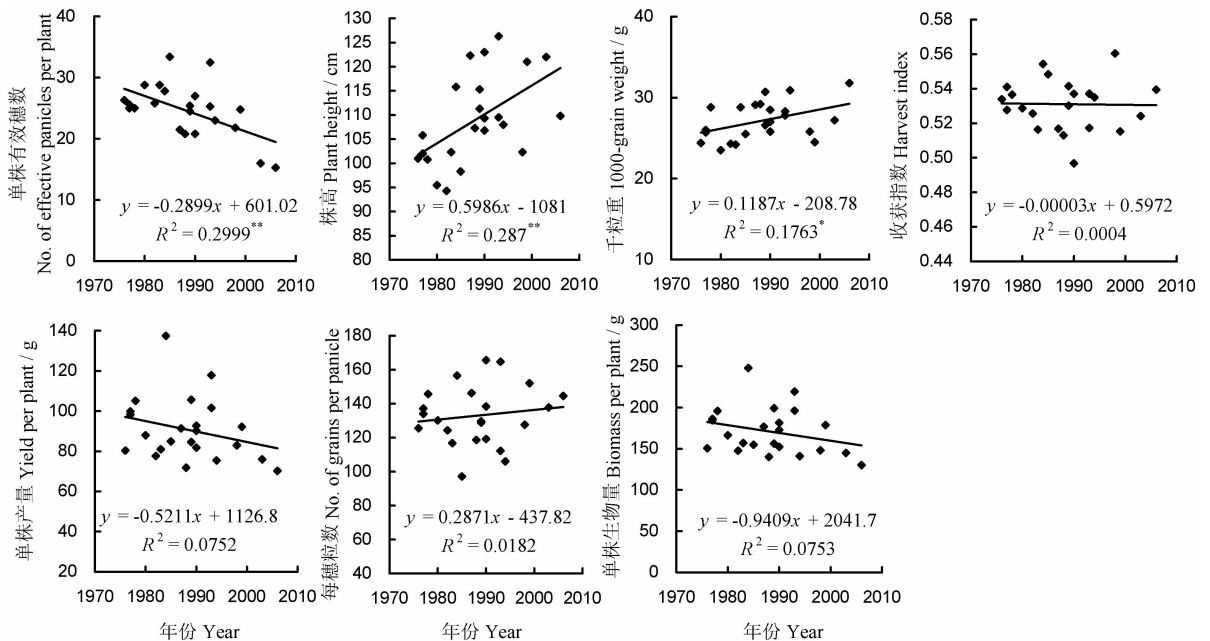 单株有效穗数
No. of effective panicles per plant
40
30
20
10
0
y = -0.2899x + 601.02
R² = 0.2999**
1970 1980 1990 2000 2010
株高 Plant height / cm
130
125
120
115
110
105
100
95
90
85
80
y = 0.5986x - 1081
R² = 0.287**
1970 1980 1990 2000 2010
千粒重 1000-grain weight / g
40
30
20
10
y = 0.1187x - 208.78
R² = 0.1763*
1970 1980 1990 2000 2010
收获指数 Harvest index
0.58
0.56
0.54
0.52
0.50
0.48
0.46
0.44
y = -0.00003x + 0.5972
R² = 0.0004
1970 1980 1990 2000 2010
单株产量 Yield per plant / g
140
120
100
80
60
40
20
y = -0.5211x + 1126.8
R² = 0.0752
1970 1980 1990 2000 2010
年份 Year
每穗粒数 No. of grains per panicle
180
160
140
120
100
80
60
40
y = 0.2871x - 437.82
R² = 0.0182
1970 1980 1990 2000 2010
年份 Year
单株生物量 Biomass per plant / g
300
250
200
150
100
50
0
y = -0.9409x + 2041.7
R² = 0.0753
1970 1980 1990 2000 2010
年份 Year